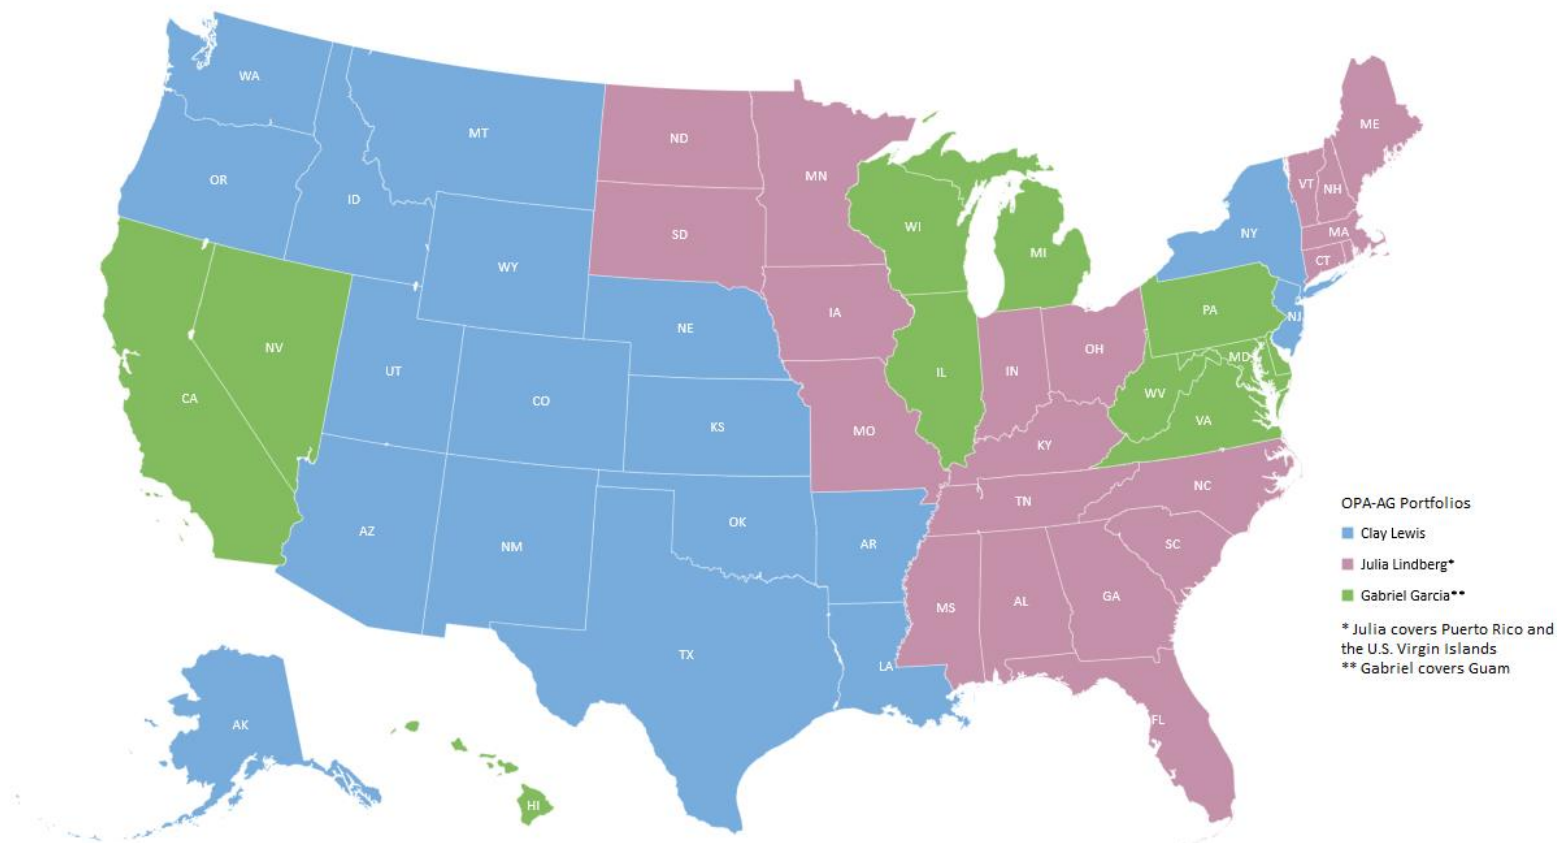 WA
MT
ND
ME
OR
ID
MN
VT
NH
SD
WI
NY
MA
MI
CT
WY
IA
PA
NE
NJ
NV
OH
MD
UT
IL
IN
CA
CO
WV
KS
VA
MO
KY
NC
TN
AZ
NM
OK
AR
SC
MS
AL
GA
TX
LA
AK
FL
HI
OPA-AG Portfolios
Clay Lewis
Julia Lindberg*
Gabriel Garcia**
* Julia covers Puerto Rico and
the U.S. Virgin Islands
** Gabriel covers Guam